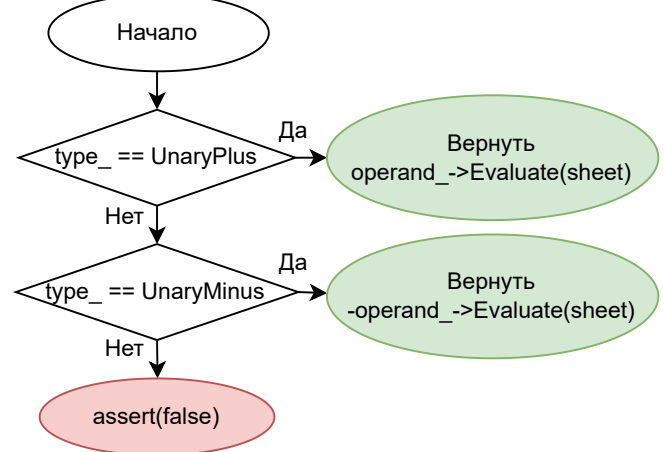 Начало
type_ == UnaryPlus
Да
Вернуть
operand_->Evaluate(sheet)
Нет
type_ == UnaryMinus
Да
Вернуть
-operand_->Evaluate(sheet)
Нет
assert(false)